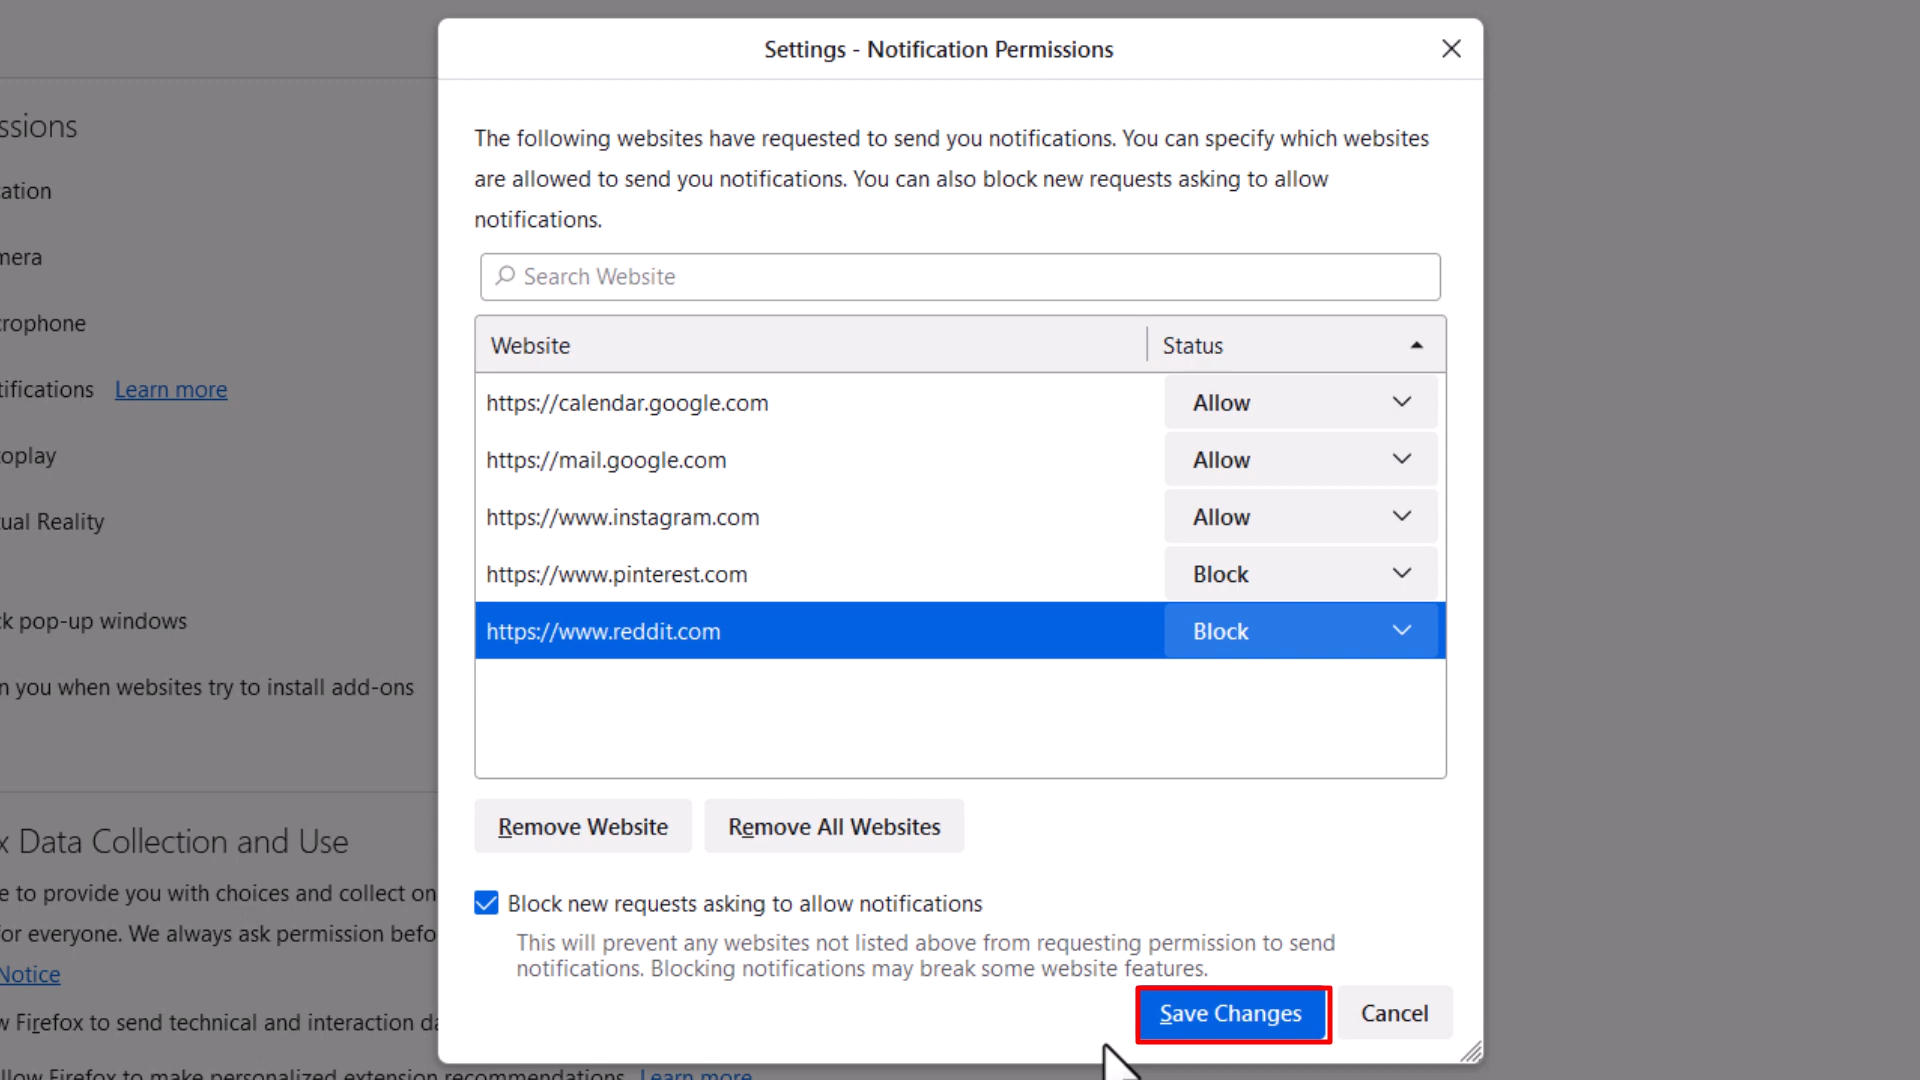 Settings - Notification Permissions
The following websites have requested to send you notifications. You can specify which websites
are allowed to send you notifications. You can also block new requests asking to allow
notifications.
Search Website
Website Status
https://calendar.google.com Allow
https://mail.google.com Allow
https://www.instagram.com Allow
https://www.pinterest.com Block
https://www.reddit.com Block
Remove Website Remove All Websites
Block new requests asking to allow notifications
This will prevent any websites not listed above from requesting permission to send
notifications. Blocking notifications may break some website features.
Save Changes Cancel
ssions
ation
mera
rophone
tifications Learn more
oplay
ual Reality
k pop-up windows
n you when websites try to install add-ons
x Data Collection and Use
e to provide you with choices and collect on
or everyone. We always ask permission befo
Notice
w Firefox to send technical and interaction da
llow Firefox to make personalized extension recommendations Learn more